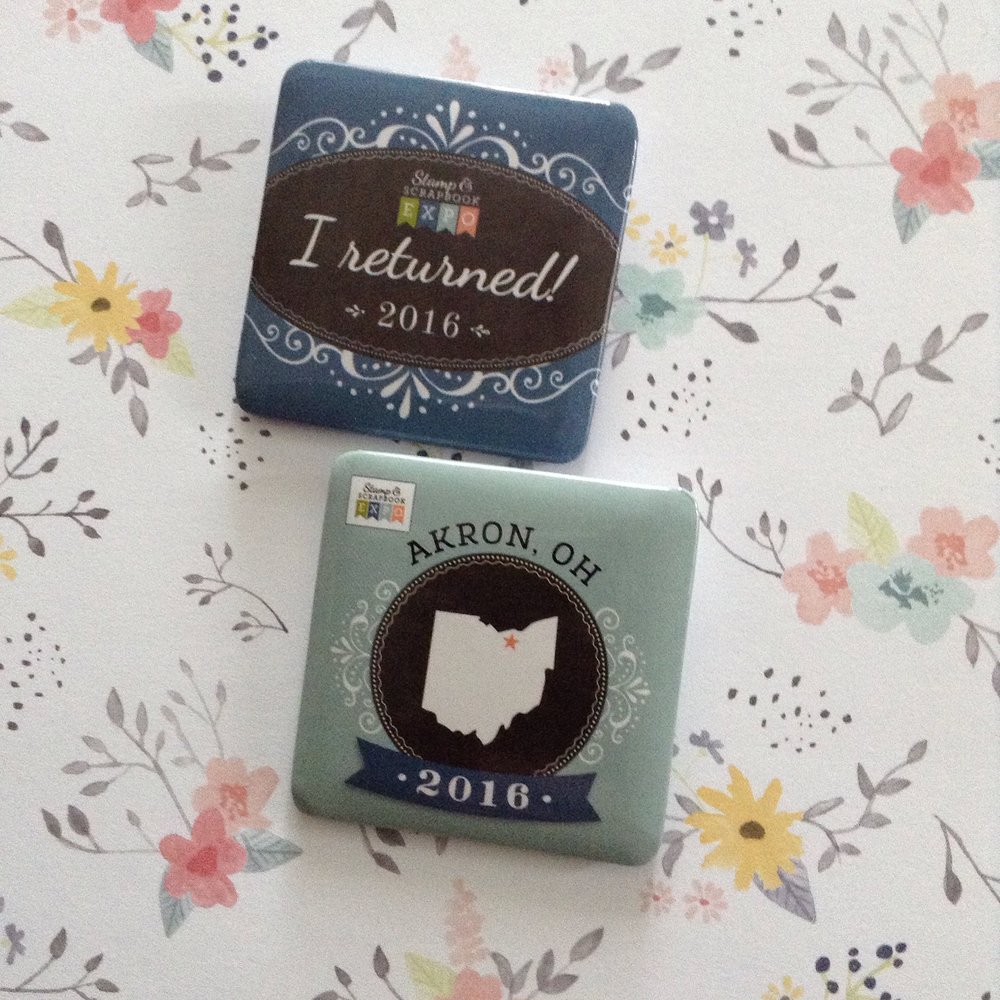 Stamp &
SCRAPBOOK
EXPO
I returned!
2016
Stamp &
SCRAPBOOK
EXPO
AKRON, OH
• 2016 •